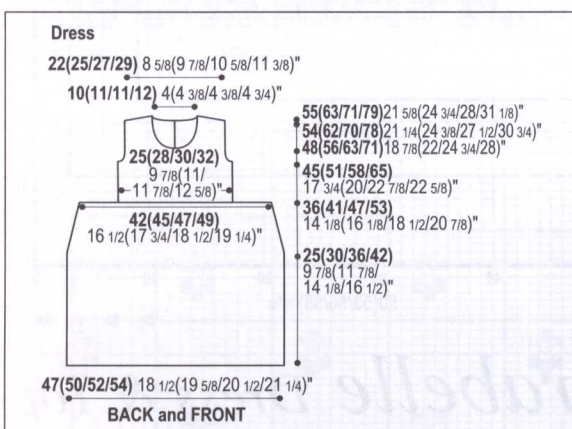 Dress
22(25/27/29) 8 5/8(9 7/8/10 5/8/11 3/8)"
10(11/11/12) 4(4 3/8/4 3/8/4 3/4)"
55(63/71/79)21 5/8(24 3/4/28/31 1/8)"
54(62/70/78)21 1/4(24 3/8/27 1/2/30 3/4)"
48(56/63/71)18 7/8(22/24 3/4/28)"
25(28/30/32)
9 7/8(11/
11 7/8/12 5/8)"
45(51/58/65)
17 3/4(20/22 7/8/22 5/8)"
42(45/47/49)
16 1/2(17 3/4/18 1/2/19 1/4)"
36(41/47/53)
14 1/8(16 1/8/18 1/2/20 7/8)"
25(30/36/42)
9 7/8(11 7/8/
14 1/8/16 1/2)"
47(50/52/54) 18 1/2(19 5/8/20 1/2/21 1/4)"
BACK and FRONT